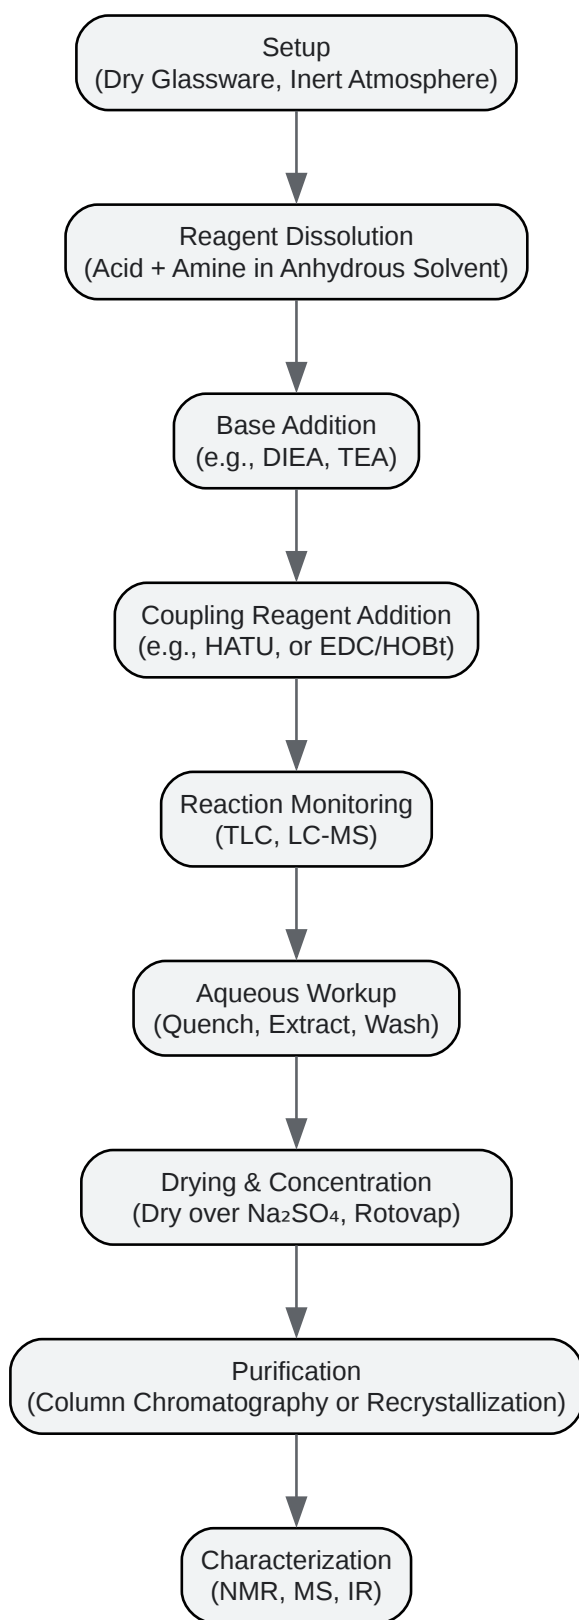 Setup
(Dry Glassware, Inert Atmosphere)
Reagent Dissolution
(Acid + Amine in Anhydrous Solvent)
Base Addition
(e.g., DIEA, TEA)
Coupling Reagent Addition
(e.g., HATU, or EDC/HOBt)
Reaction Monitoring
(TLC, LC-MS)
Aqueous Workup
(Quench, Extract, Wash)
Drying & Concentration
(Dry over Na₂SO₄, Rotovap)
Purification
(Column Chromatography or Recrystallization)
Characterization
(NMR, MS, IR)